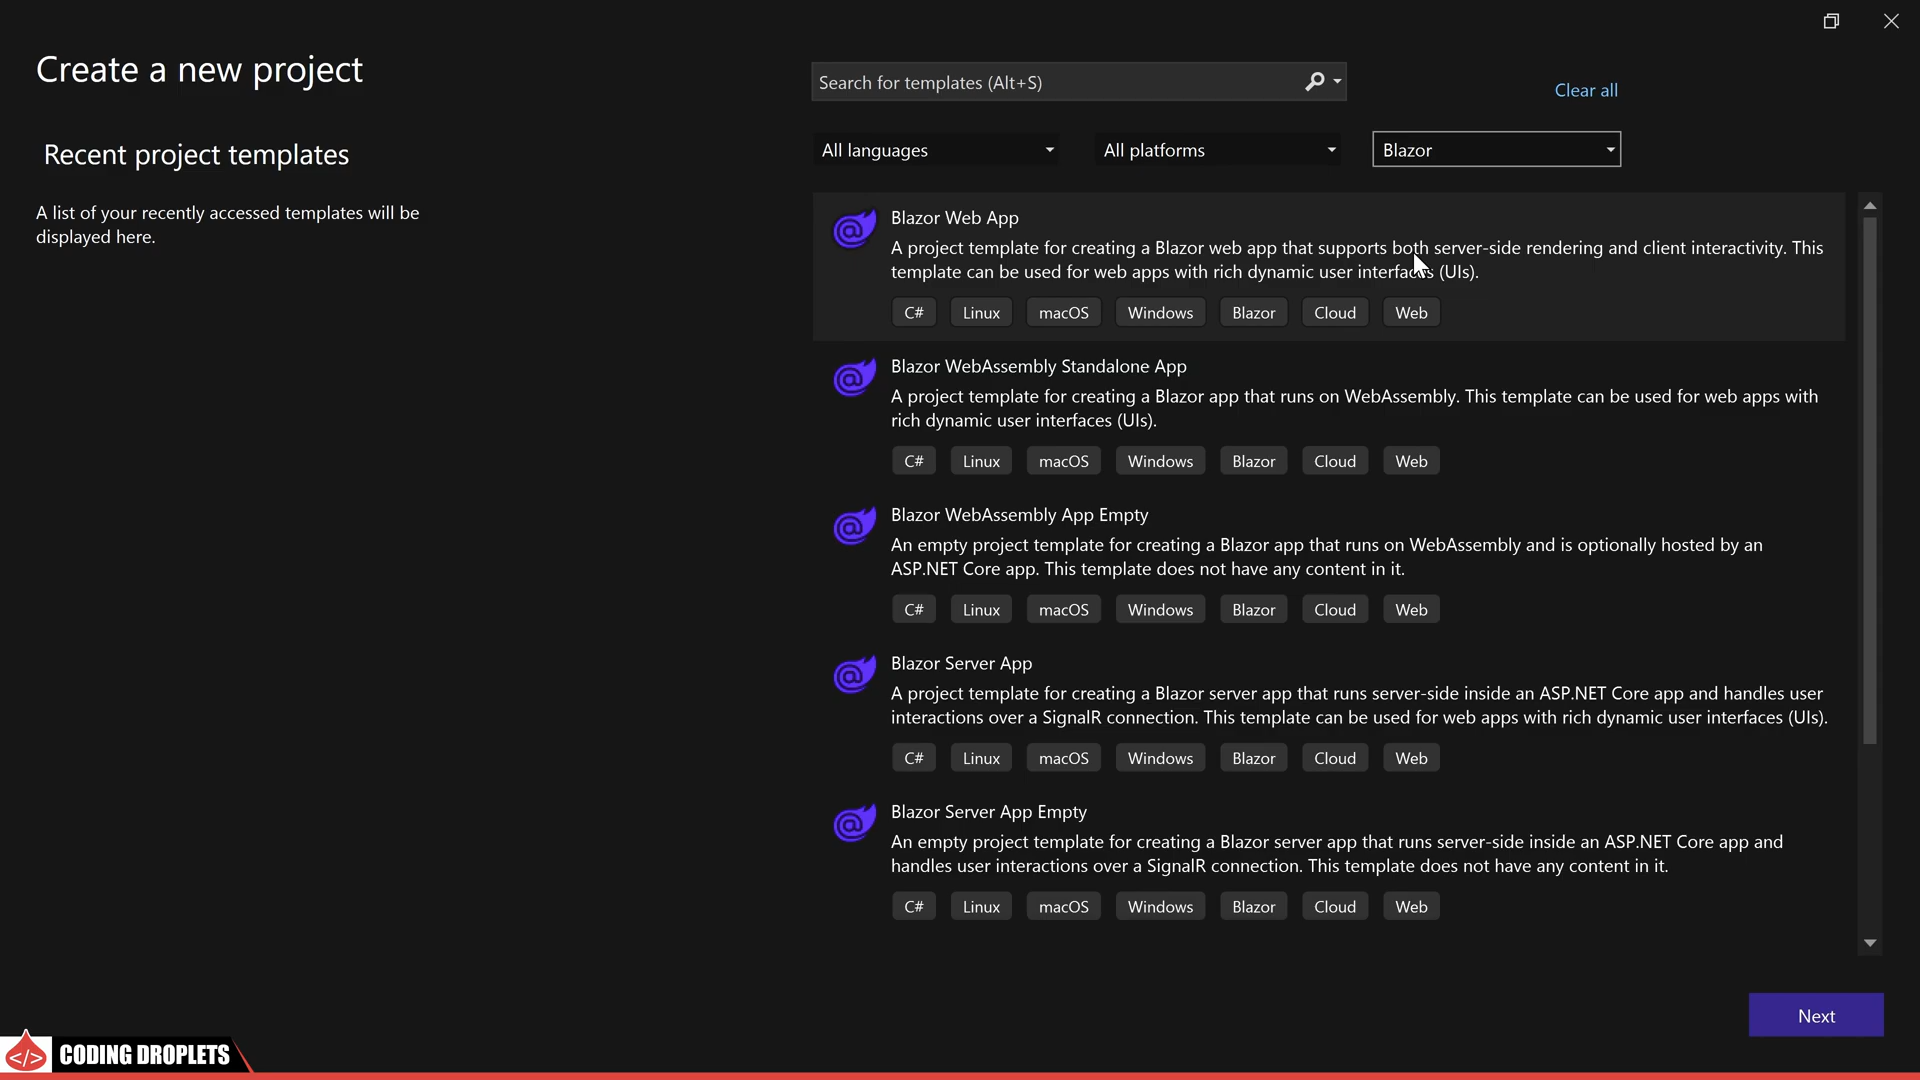 Create a new project
Search for templates (Alt+S)
Clear all
Recent project templates
All languages
All platforms
Blazor
A list of your recently accessed templates will be
displayed here.
Blazor Web App
A project template for creating a Blazor web app that supports both server-side rendering and client interactivity. This
template can be used for web apps with rich dynamic user interfaces (UIs).
C# Linux macOS Windows Blazor Cloud Web
Blazor WebAssembly Standalone App
A project template for creating a Blazor app that runs on WebAssembly. This template can be used for web apps with
rich dynamic user interfaces (UIs).
C# Linux macOS Windows Blazor Cloud Web
Blazor WebAssembly App Empty
An empty project template for creating a Blazor app that runs on WebAssembly and is optionally hosted by an
ASP.NET Core app. This template does not have any content in it.
C# Linux macOS Windows Blazor Cloud Web
Blazor Server App
A project template for creating a Blazor server app that runs server-side inside an ASP.NET Core app and handles user
interactions over a SignalR connection. This template can be used for web apps with rich dynamic user interfaces (UIs).
C# Linux macOS Windows Blazor Cloud Web
Blazor Server App Empty
An empty project template for creating a Blazor server app that runs server-side inside an ASP.NET Core app and
handles user interactions over a SignalR connection. This template does not have any content in it.
C# Linux macOS Windows Blazor Cloud Web
Next
</> CODING DROPLETS